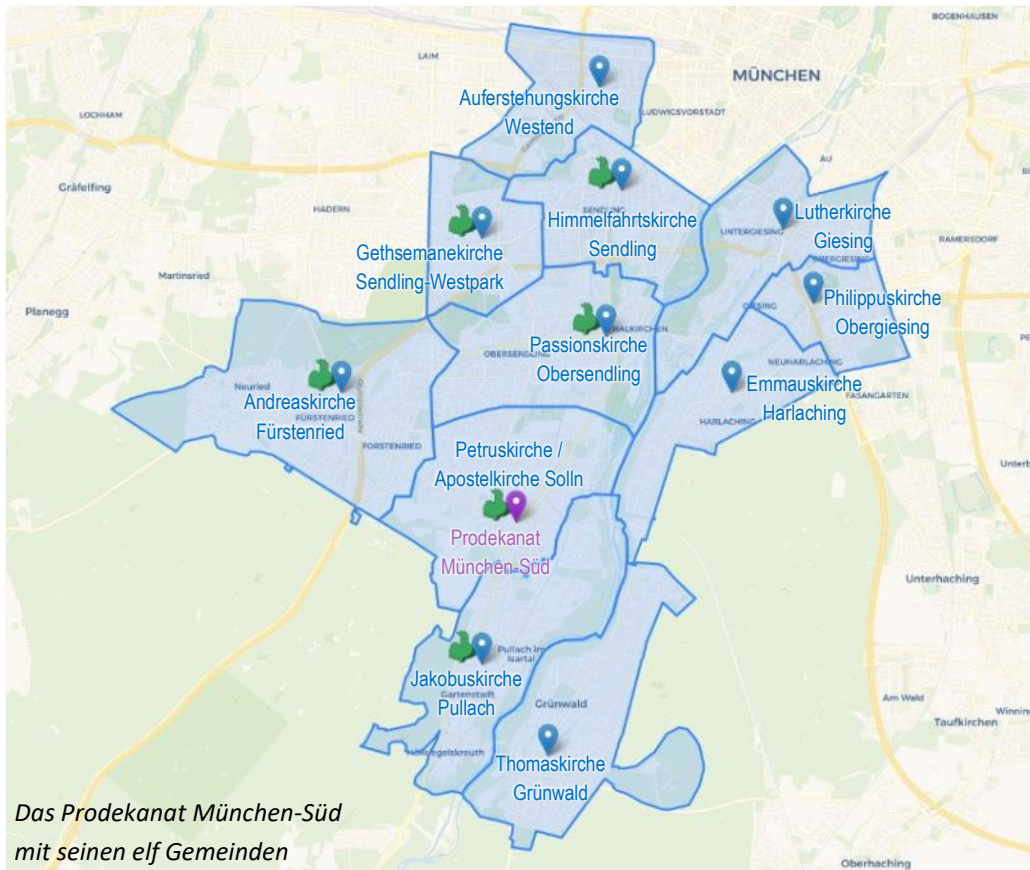 BOGENHAUSEN
LAIM
MÜNCHEN
Auferstehungskirche
Westend
LUDWIGSVORSTADT
LOCHHAM
AU
Gräfelfing
HADERN
SENDLING
Himmelfahrtskirche
Sendling
Lutherkirche
Giesing
UNTERGIESING
RAMERSDORF
OBERGIESING
Gethsemanekirche
Sendling-Westpark
Martinsried
Planegg
Philippuskirche
Obergiesing
GIESING
Passionskirche
Obersendling
OBERSENDLING
NEUHARLACHING
Emmauskirche
Harlaching
HARLACHING
FASANGARTEN
Neuried
Andreaskirche
Fürstenried
FÜRSTENRIED
FORSTENRIED
Petruskirche /
Apostelkirche Solln
Prodekanat
München-Süd
Unterhaching
Pullach im
Isartal
Jakobuskirche
Pullach
Gartenstadt
Grünwald
Am Wald
Taufkirchen
Thomaskirche
Grünwald
Das Prodekanat München-Süd
mit seinen elf Gemeinden
Oberhaching